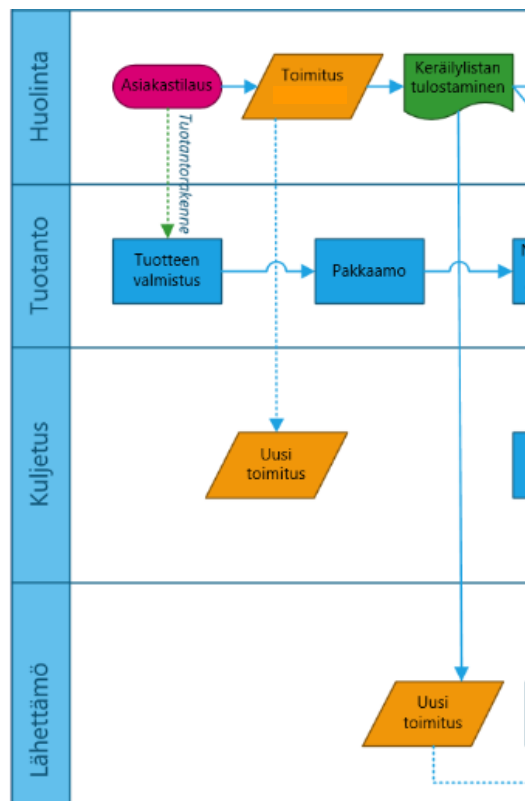 Huolinta
Asiakastilaus
Toimitus
Keräilylistan
tulostaminen
Tuotantorakenne
Tuotanto
Tuotteen
valmistus
Pakkaamo
Kuljetus
Uusi
toimitus
Lähettämö
Uusi
toimitus